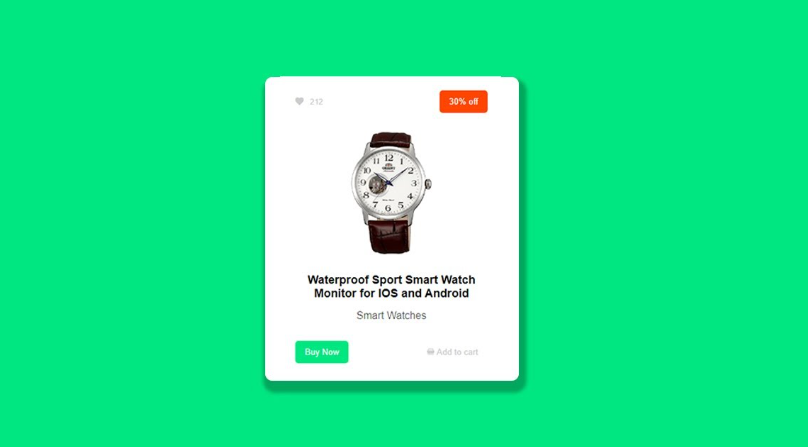 212
30% off
ORIENT
Waterproof Sport Smart Watch
Monitor for IOS and Android
Smart Watches
Buy Now
Add to cart